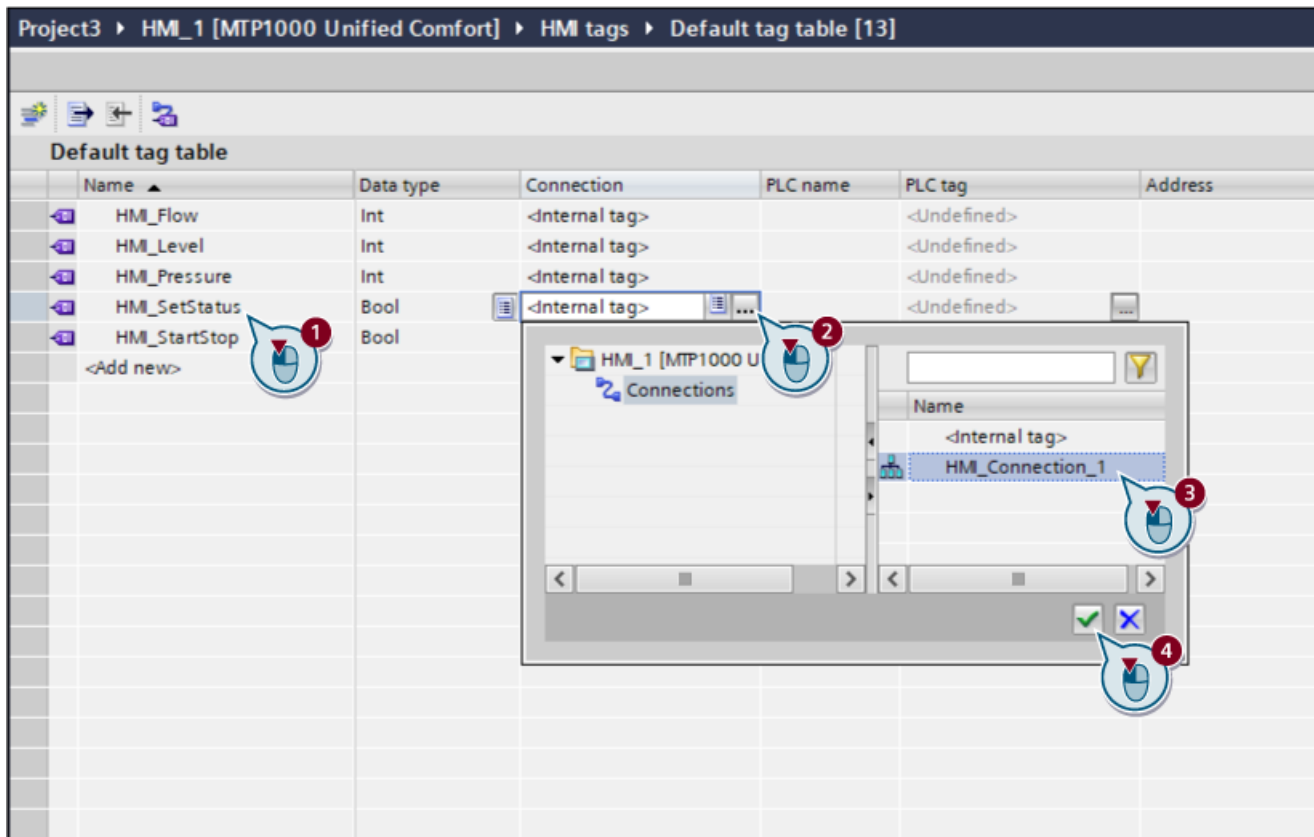 Project3 ▸ HMI_1 [MTP1000 Unified Comfort] ▸ HMI tags ▸ Default tag table [13]
Default tag table
Name Data type Connection PLC name PLC tag Address
HMI_Flow Int <Internal tag> <Undefined>
HMI_Level Int <Internal tag> <Undefined>
HMI_Pressure Int <Internal tag> <Undefined>
HMI_SetStatus Bool <Internal tag> ... <Undefined> ...
HMI_StartStop Bool
<Add new>
1
2
HMI_1 [MTP1000 U
Connections
Name
<Internal tag>
HMI_Connection_1
3
4